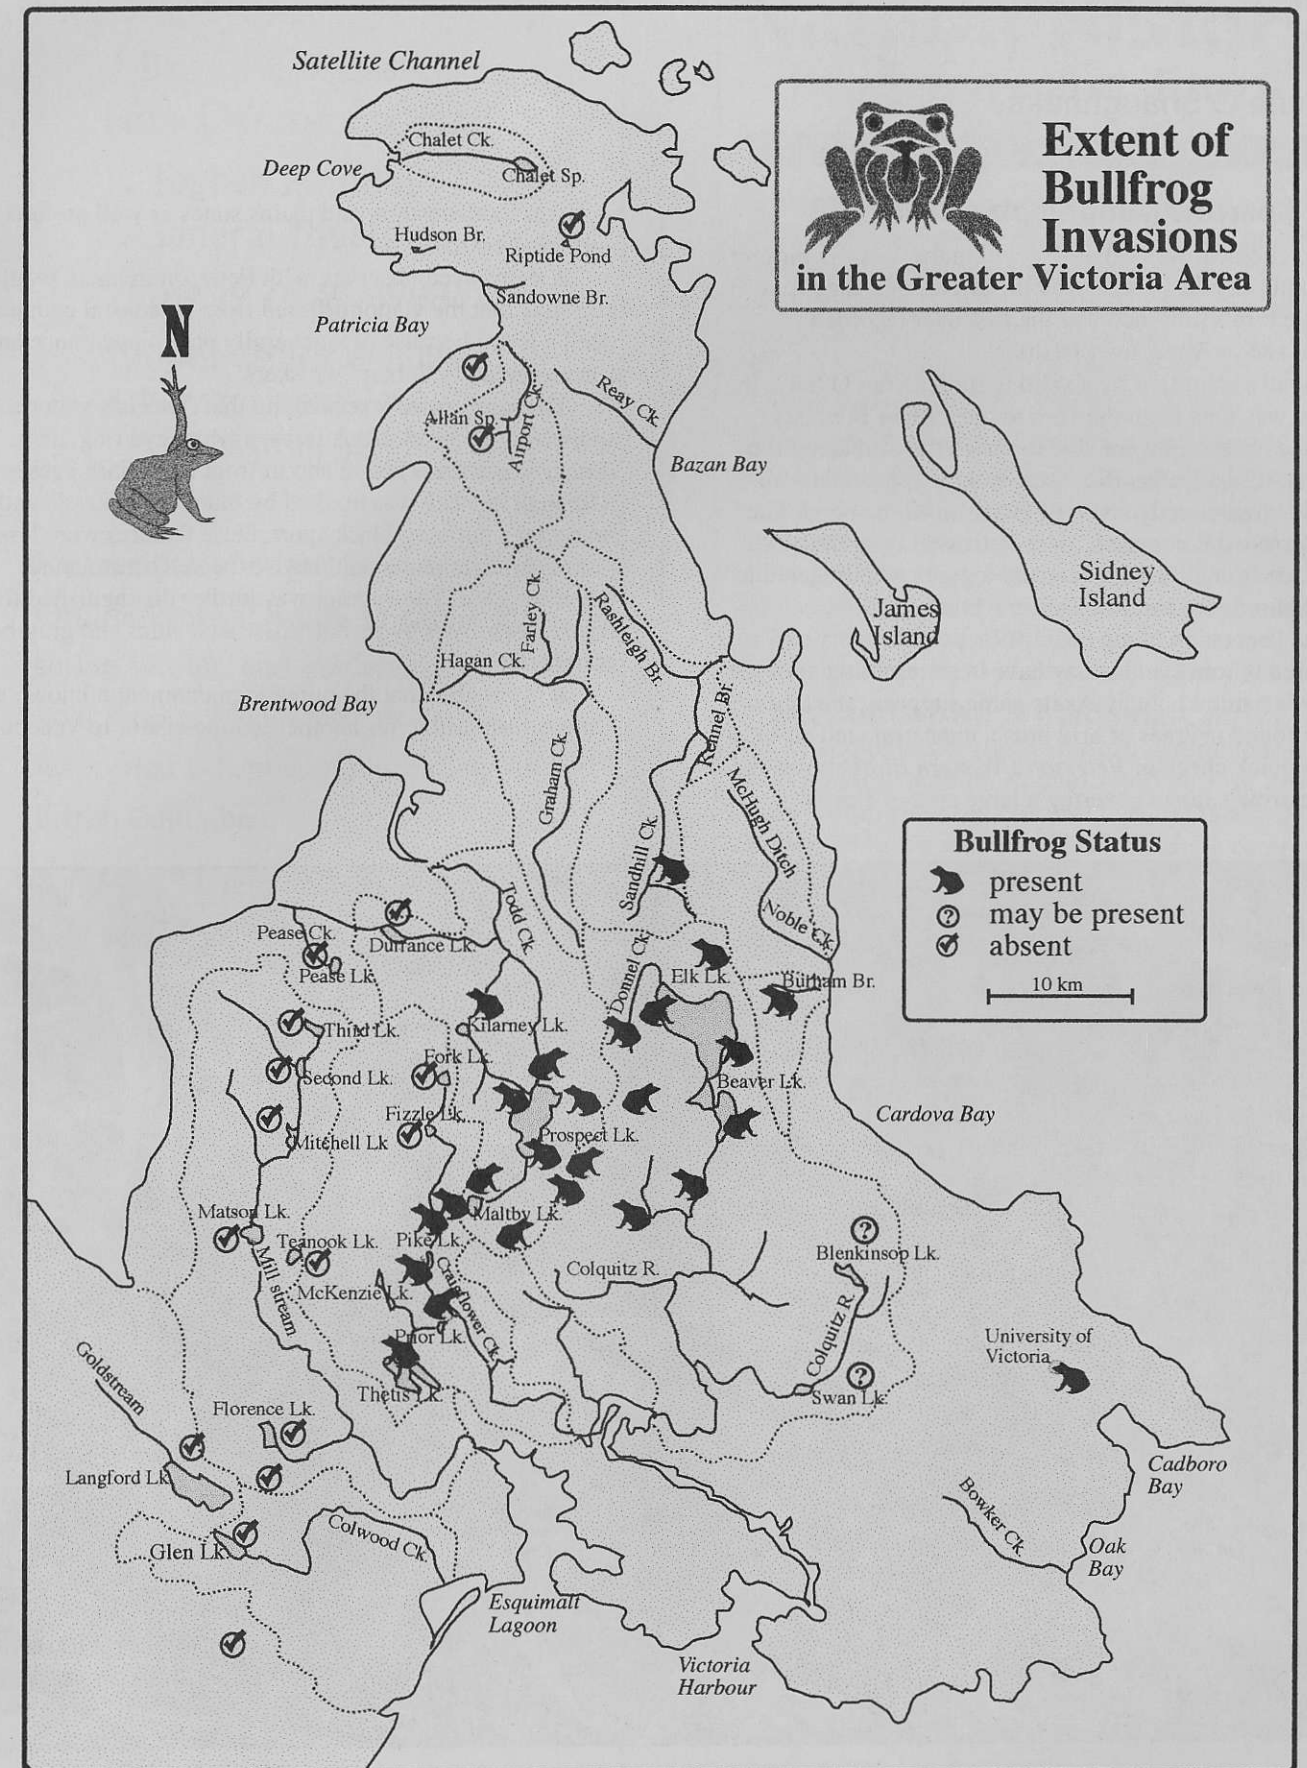 Satellite Channel
Extent of
Bullfrog
Invasions
in the Greater Victoria Area
Chalet Ck.
Deep Cove
Chalet Sp.
Hudson Br.
Riptide Pond
Sandowne Br.
N
Patricia Bay
Reay Ck.
Allan Sp.
Airport Ck.
Bazan Bay
Sidney
Island
James
Island
Farley Ck.
Rashleigh Br.
Hagan Ck.
Brentwood Bay
Kennel Br.
Graham Ck.
McHugh Ditch
Sandhill Ck.
Bullfrog Status
present
may be present
absent
10 km
Todd Ck.
Noble Ck.
Pease Ck.
Durrance Lk.
Pease Lk.
Donnel Ck.
Elk Lk.
Burham Br.
Third Lk.
Kilarney Lk.
Fork Lk.
Second Lk.
Beaver Lk.
Cardova Bay
Fizzle Lk.
Mitchell Lk
Prospect Lk.
Matson Lk.
Maltby Lk.
Teanook Lk.
Pike Lk.
Blenkinsop Lk.
Mill stream
Colquitz R.
McKenzie Lk.
Craigflower Ck.
Prior Lk.
Colquitz R.
University of
Victoria
Goldstream
Thetis Lk.
Swan Lk.
Florence Lk.
Langford Lk.
Cadboro
Bay
Bowker Ck.
Colwood Ck.
Glen Lk.
Oak
Bay
Esquimalt
Lagoon
Victoria
Harbour